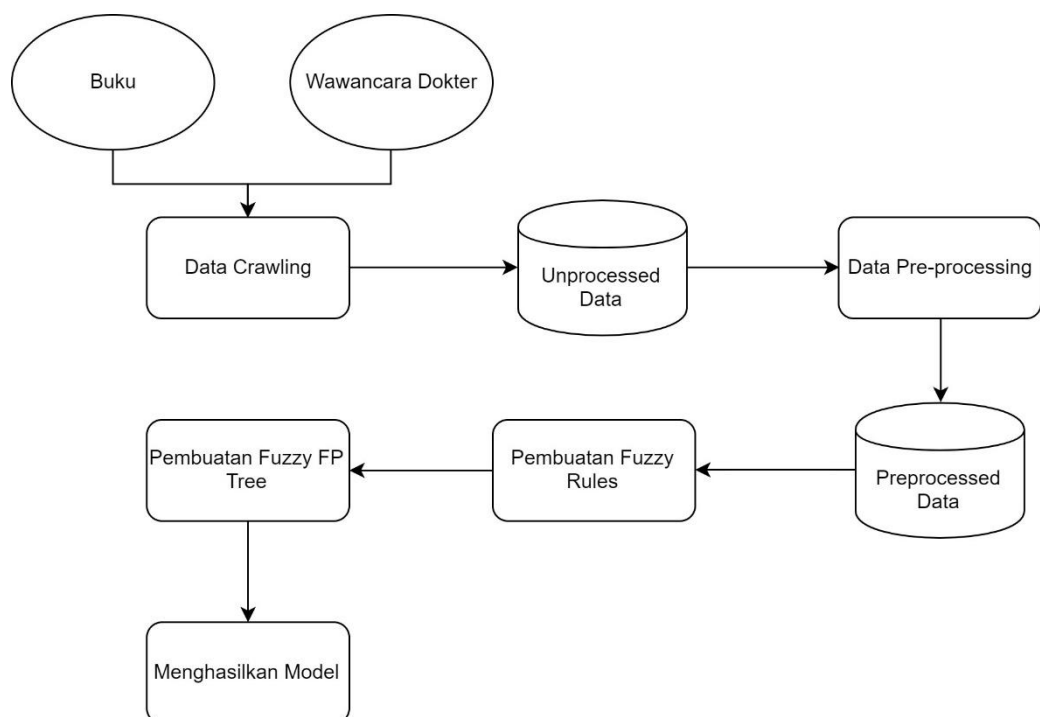 Buku
Wawancara Dokter
Data Crawling
Unprocessed
Data
Data Pre-processing
Pembuatan Fuzzy FP
Tree
Pembuatan Fuzzy
Rules
Preprocessed
Data
Menghasilkan Model